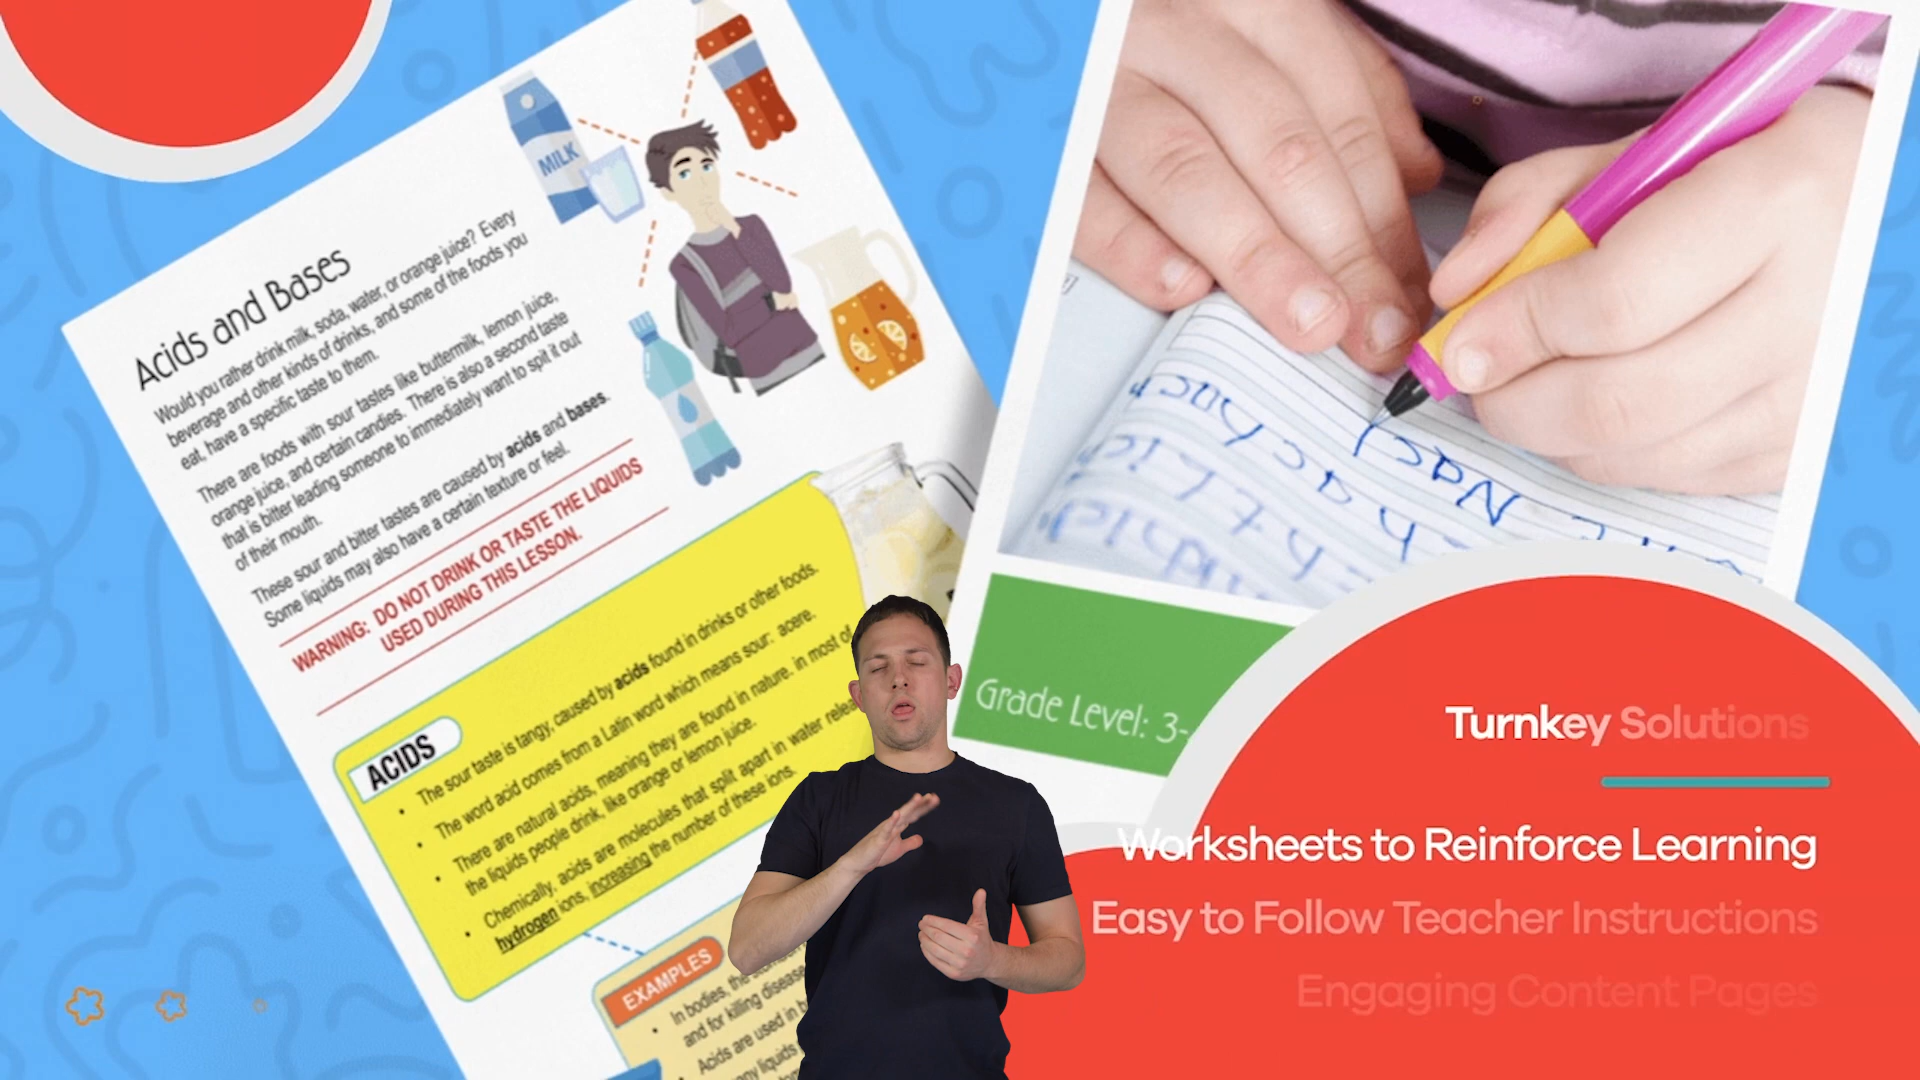 MILK
Acids and Bases
Would you rather drink milk, soda, water, or orange juice? Every
beverage and other kinds of drinks, and some of the foods you
eat, have a specific taste to them.
There are foods with sour tastes like buttermilk, lemon juice,
orange juice, and certain candies. There is also a second taste
that is bitter leading someone to immediately want to spit it out
of their mouth.
These sour and bitter tastes are caused by acids and bases.
Some liquids may also have a certain texture or feel.
WARNING: DO NOT DRINK OR TASTE THE LIQUIDS
USED DURING THIS LESSON.
ACIDS
• The sour taste is tangy, caused by acids found in drinks or other foods.
• The word acid comes from a Latin word which means sour: acere.
• There are natural acids, meaning they are found in nature. in most of
the liquids people drink, like orange or lemon juice.
• Chemically, acids are molecules that split apart in water
hydrogen ions, increasing the number of these ions.
EXAMPLES
• In bodies, the
and for killing disease
• Acids are used in
liquids
Grade Level: 3-
Turnkey Solutions
Worksheets to Reinforce Learning
Easy to Follow Teacher Instructions
Engaging Content Pages